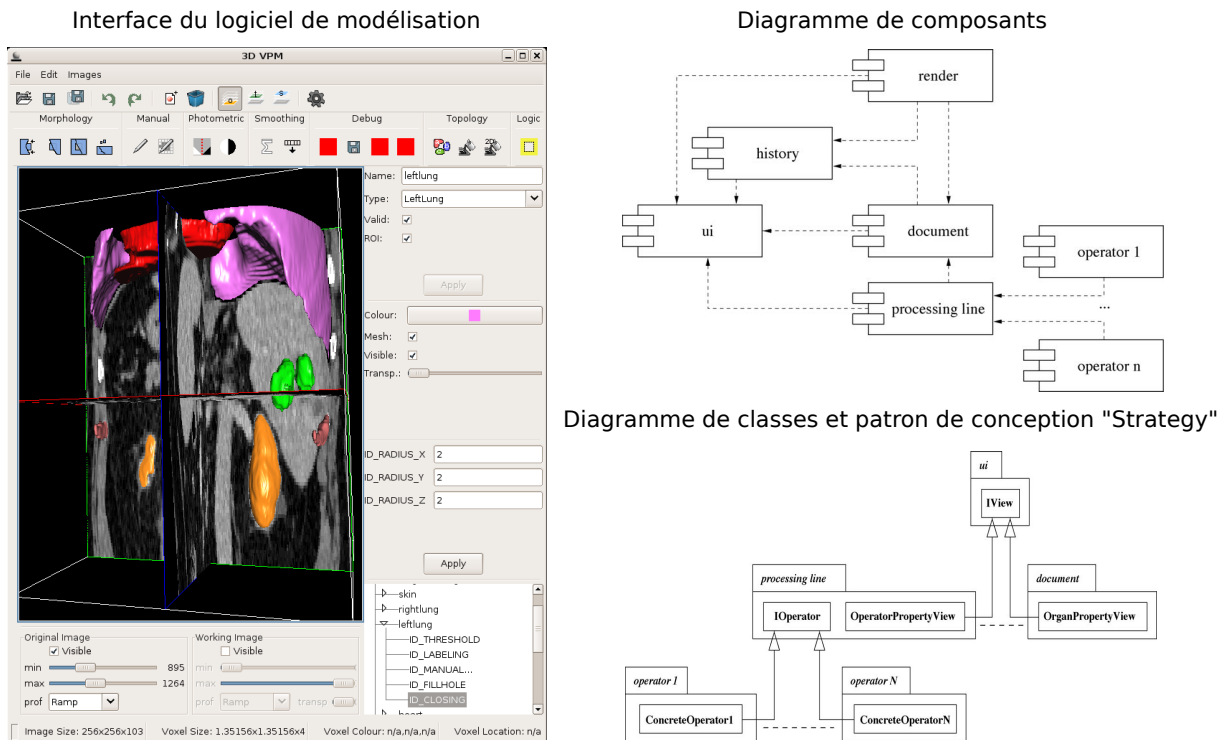 Interface du logiciel de modélisation
3D VPM
File Edit Images
Morphology Manual Photometric Smoothing Debug Topology Logic
2D
Name: leftlung
Type: LeftLung
Valid:
ROI:
Apply
Colour:
Mesh:
Visible:
Transp.:
ID_RADIUS_X 2
ID_RADIUS_Y 2
ID_RADIUS_Z 2
Apply
skin
rightlung
leftlung
ID_THRESHOLD
ID_LABELING
ID_MANUAL...
ID_FILLHOLE
ID_CLOSING
Original Image
Visible
min 895
max 1264
prof Ramp
Working Image
Visible
min
max
prof Ramp transp
Image Size: 256x256x103 Voxel Size: 1.35156x1.35156x4 Voxel Colour: n/a,n/a,n/a Voxel Location: n/a
Diagramme de composants
render
history
ui
document
operator 1
processing line
...
operator n
Diagramme de classes et patron de conception "Strategy"
ui
IView
processing line
document
IOperator
OperatorPropertyView
OrganPropertyView
operator 1
operator N
ConcreteOperator1
ConcreteOperatorN